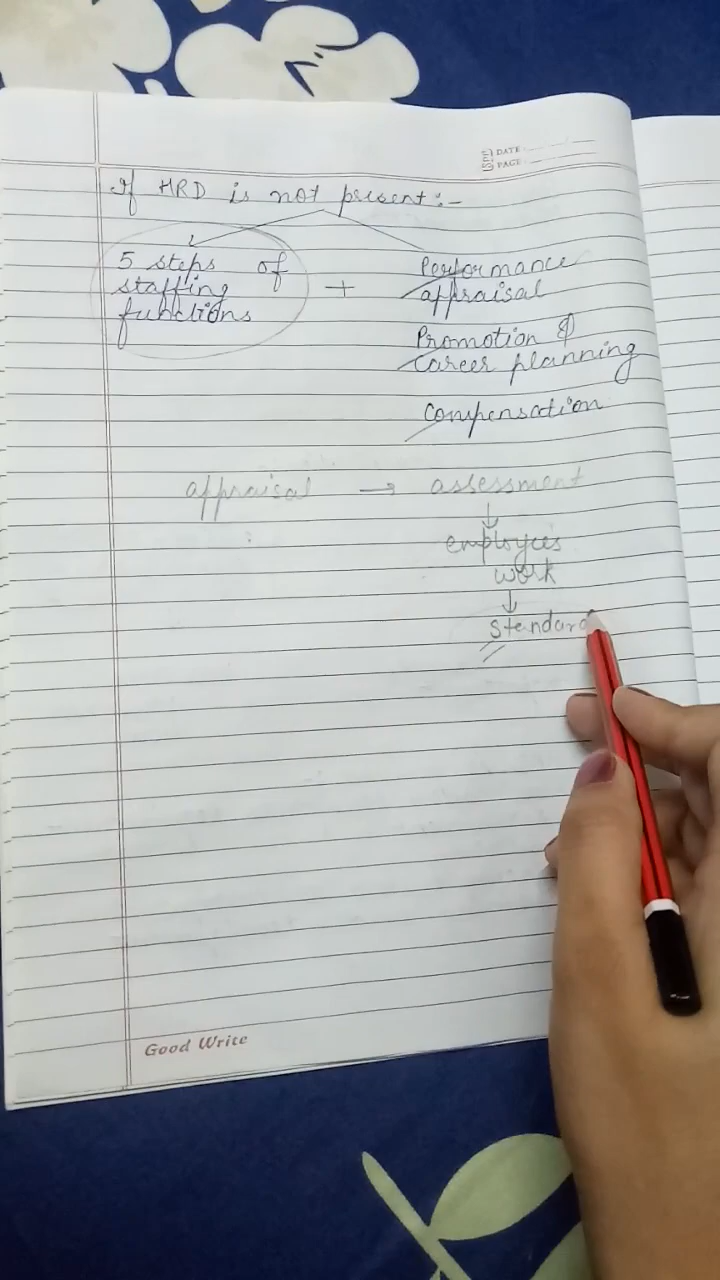 DATE
PAGE
If HRD is not present :-
5 steps of
staffing
functions
+
Performance
appraisal
Promotion &
Career planning
Compensation
appraisal → assessment
↓
employees
work
↓
Standard
Good Write